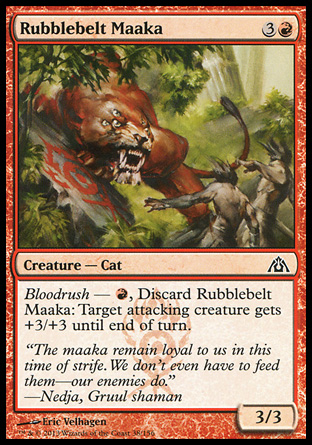 Rubblebelt Maaka 3
Creature — Cat
Bloodrush — , Discard Rubblebelt
Maaka: Target attacking creature gets
+3/+3 until end of turn.
"The maaka remain loyal to us in this
time of strife. We don't even have to feed
them—our enemies do."
—Nedja, Gruul shaman
Eric Velhagen
3/3